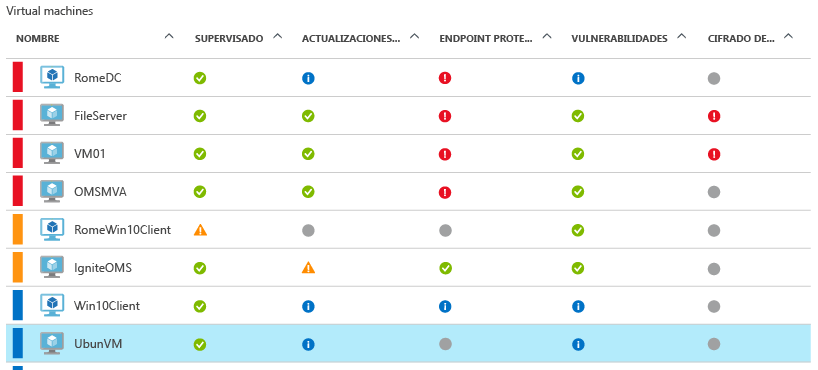 Virtual machines
NOMBRE SUPERVISADO ACTUALIZACIONES... ENDPOINT PROTE... VULNERABILIDADES CIFRADO DE...
RomeDC
FileServer
VM01
OMSMVA
RomeWin10Client
IgniteOMS
Win10Client
UbunVM